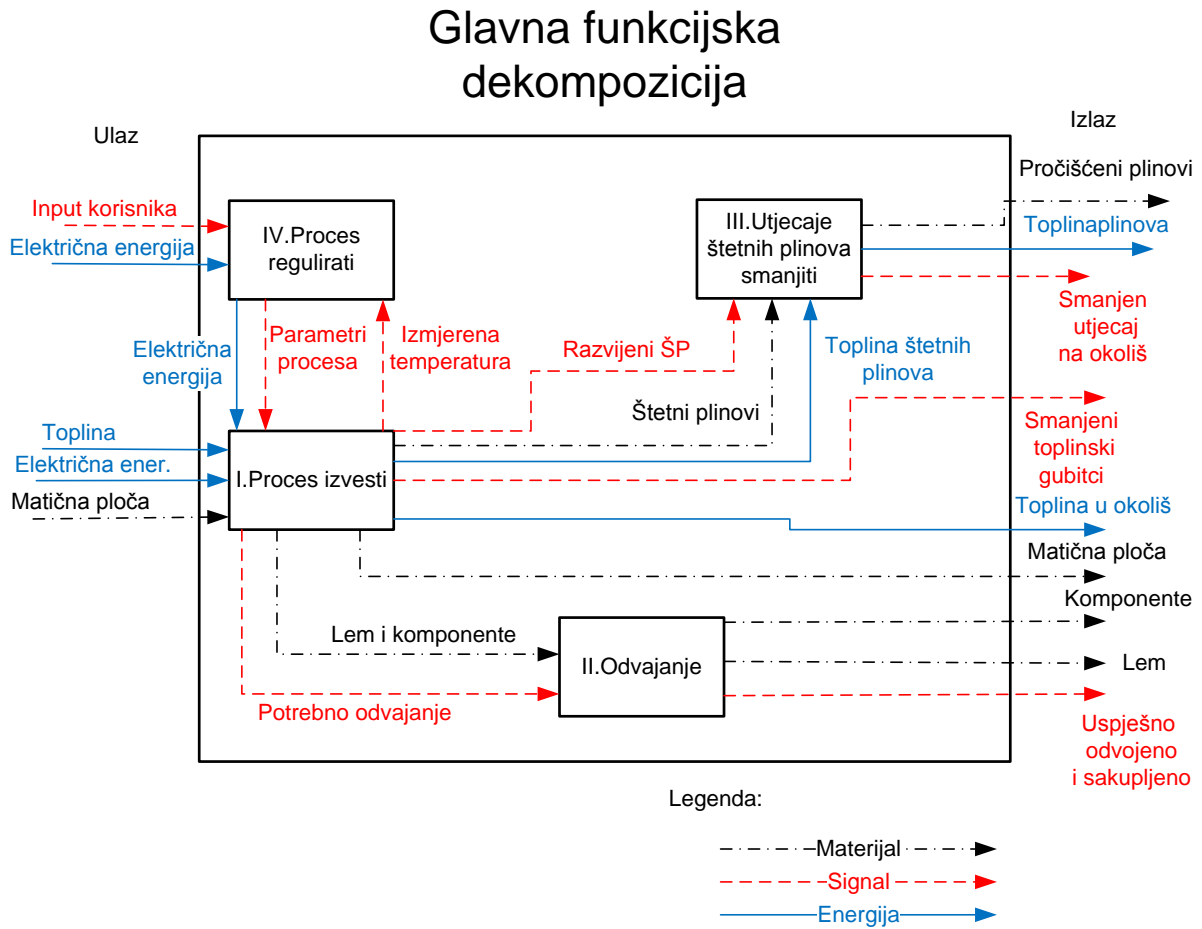 Glavna funkcijska
dekompozicija
Ulaz
Izlaz
Input korisnika
Električna energija
IV.Proces
regulirati
III.Utjecaje
štetnih plinova
smanjiti
Pročišćeni plinovi
Toplinaplinova
Smanjen
utjecaj
na okoliš
Električna
energija
Parametri
procesa
Izmjerena
temperatura
Razvijeni ŠP
Štetni plinovi
Toplina štetnih
plinova
Toplina
Električna ener.
Matična ploča
I.Proces izvesti
Smanjeni
toplinski
gubitci
Toplina u okoliš
Matična ploča
Komponente
Lem i komponente
II.Odvajanje
Lem
Potrebno odvajanje
Uspješno
odvojeno
i sakupljeno
Legenda:
Materijal
Signal
Energija